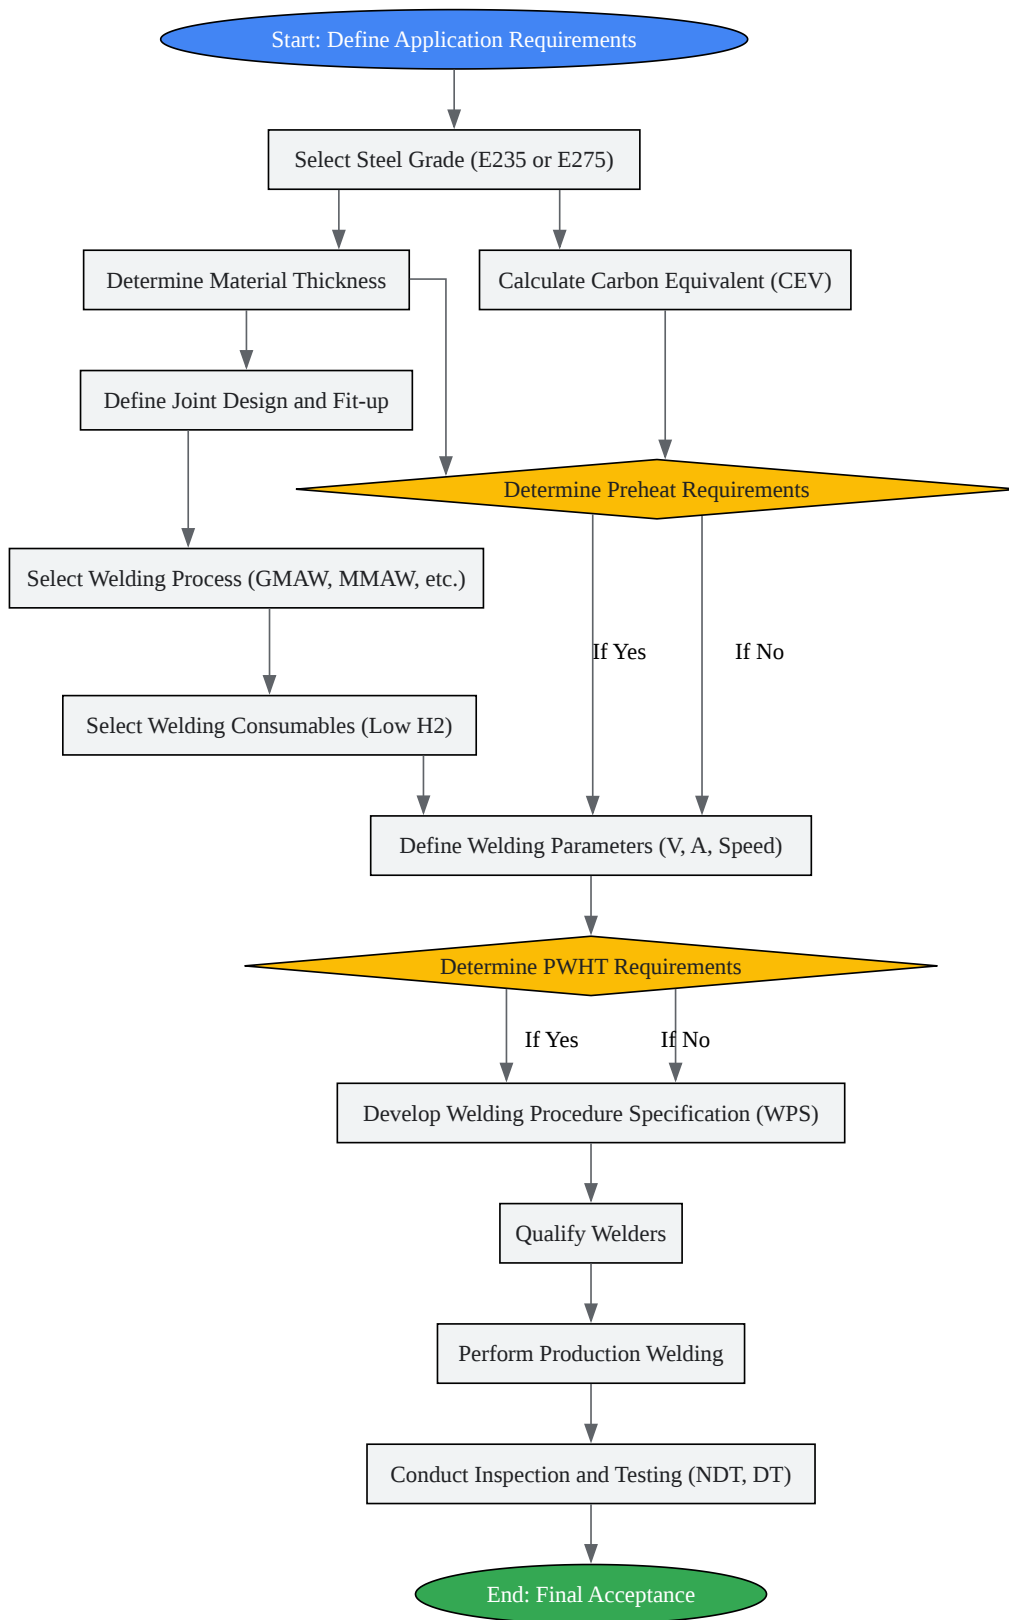 Start: Define Application Requirements
Select Steel Grade (E235 or E275)
Determine Material Thickness
Calculate Carbon Equivalent (CEV)
Define Joint Design and Fit-up
Determine Preheat Requirements
Select Welding Process (GMAW, MMAW, etc.)
If Yes
If No
Select Welding Consumables (Low H2)
Define Welding Parameters (V, A, Speed)
Determine PWHT Requirements
If Yes
If No
Develop Welding Procedure Specification (WPS)
Qualify Welders
Perform Production Welding
Conduct Inspection and Testing (NDT, DT)
End: Final Acceptance